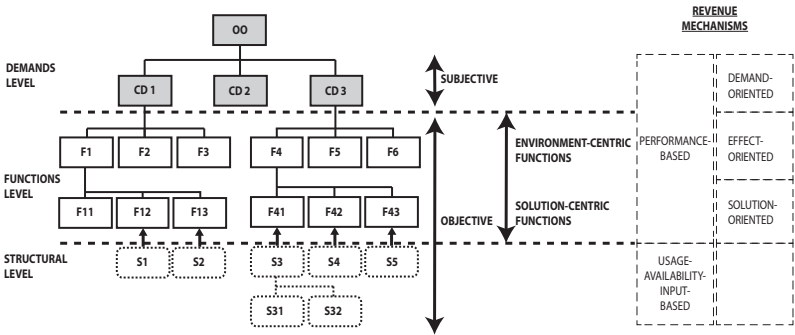 REVENUE
MECHANISMS
OO
DEMANDS
LEVEL
CD 1
CD 2
CD 3
SUBJECTIVE
DEMAND-
ORIENTED
F1
F2
F3
F4
F5
F6
ENVIRONMENT-CENTRIC
FUNCTIONS
PERFORMANCE-
BASED
EFFECT-
ORIENTED
FUNCTIONS
LEVEL
F11
F12
F13
F41
F42
F43
OBJECTIVE
SOLUTION-CENTRIC
FUNCTIONS
SOLUTION-
ORIENTED
STRUCTURAL
LEVEL
S1
S2
S3
S4
S5
S31
S32
USAGE-
AVAILABILITY-
INPUT-
BASED